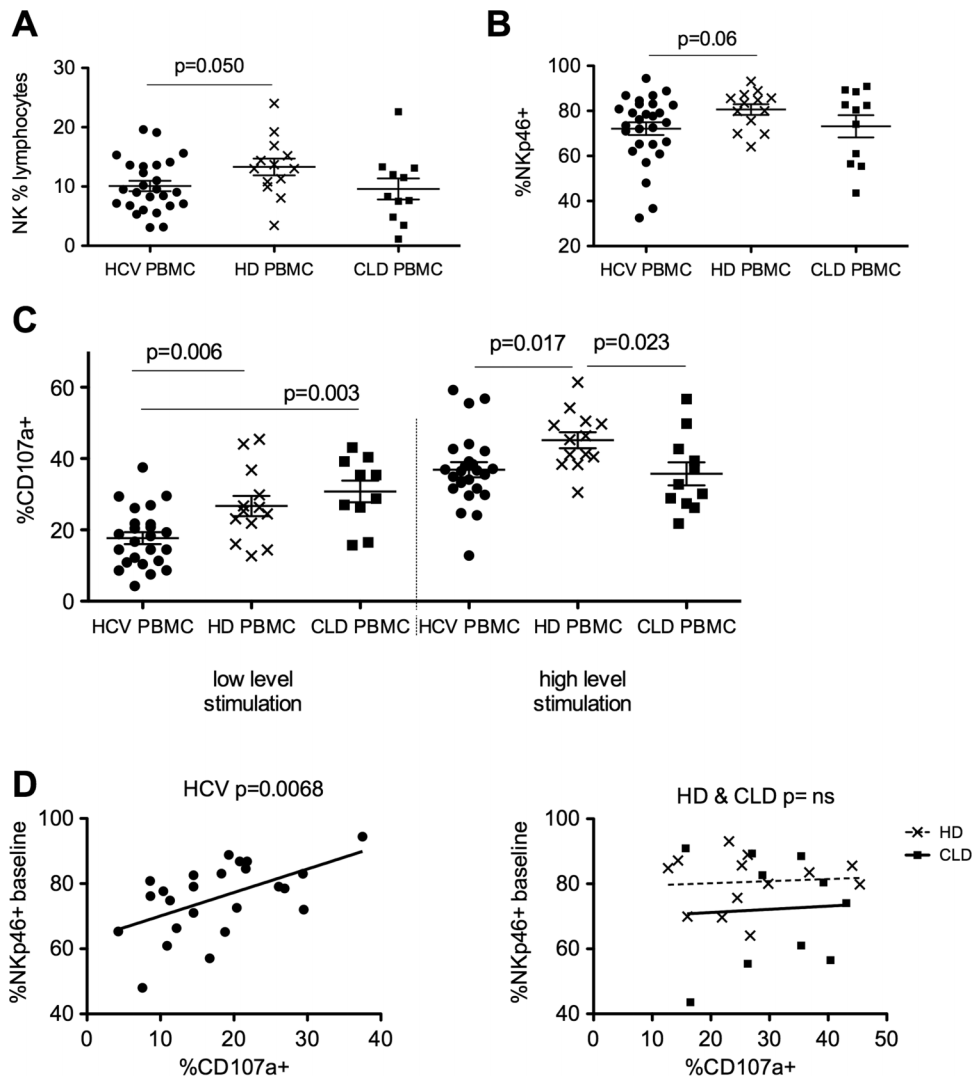 A
p=0.050
NK % lymphocytes
30
20
10
0
HCV PBMC HD PBMC CLD PBMC
B
p=0.06
%NKp46+
100
80
60
40
20
HCV PBMC HD PBMC CLD PBMC
C
p=0.006
p=0.003
p=0.017 p=0.023
%CD107a+
60
40
20
0
HCV PBMC HD PBMC CLD PBMC HCV PBMC HD PBMC CLD PBMC
low level
stimulation
high level
stimulation
D
HCV p=0.0068
%NKp46+ baseline
100
80
60
40
0 10 20 30 40
%CD107a+
HD & CLD p= ns
%NKp46+ baseline
100
80
60
40
0 10 20 30 40 50
%CD107a+
HD
CLD